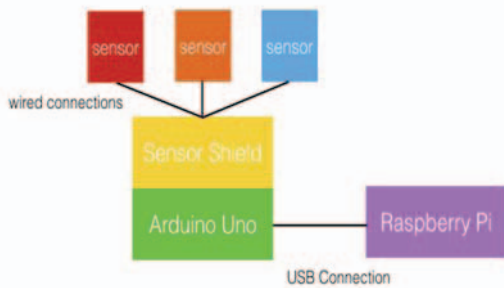 sensor
sensor
sensor
wired connections
Sensor Shield
Arduino Uno
Raspberry Pi
USB Connection